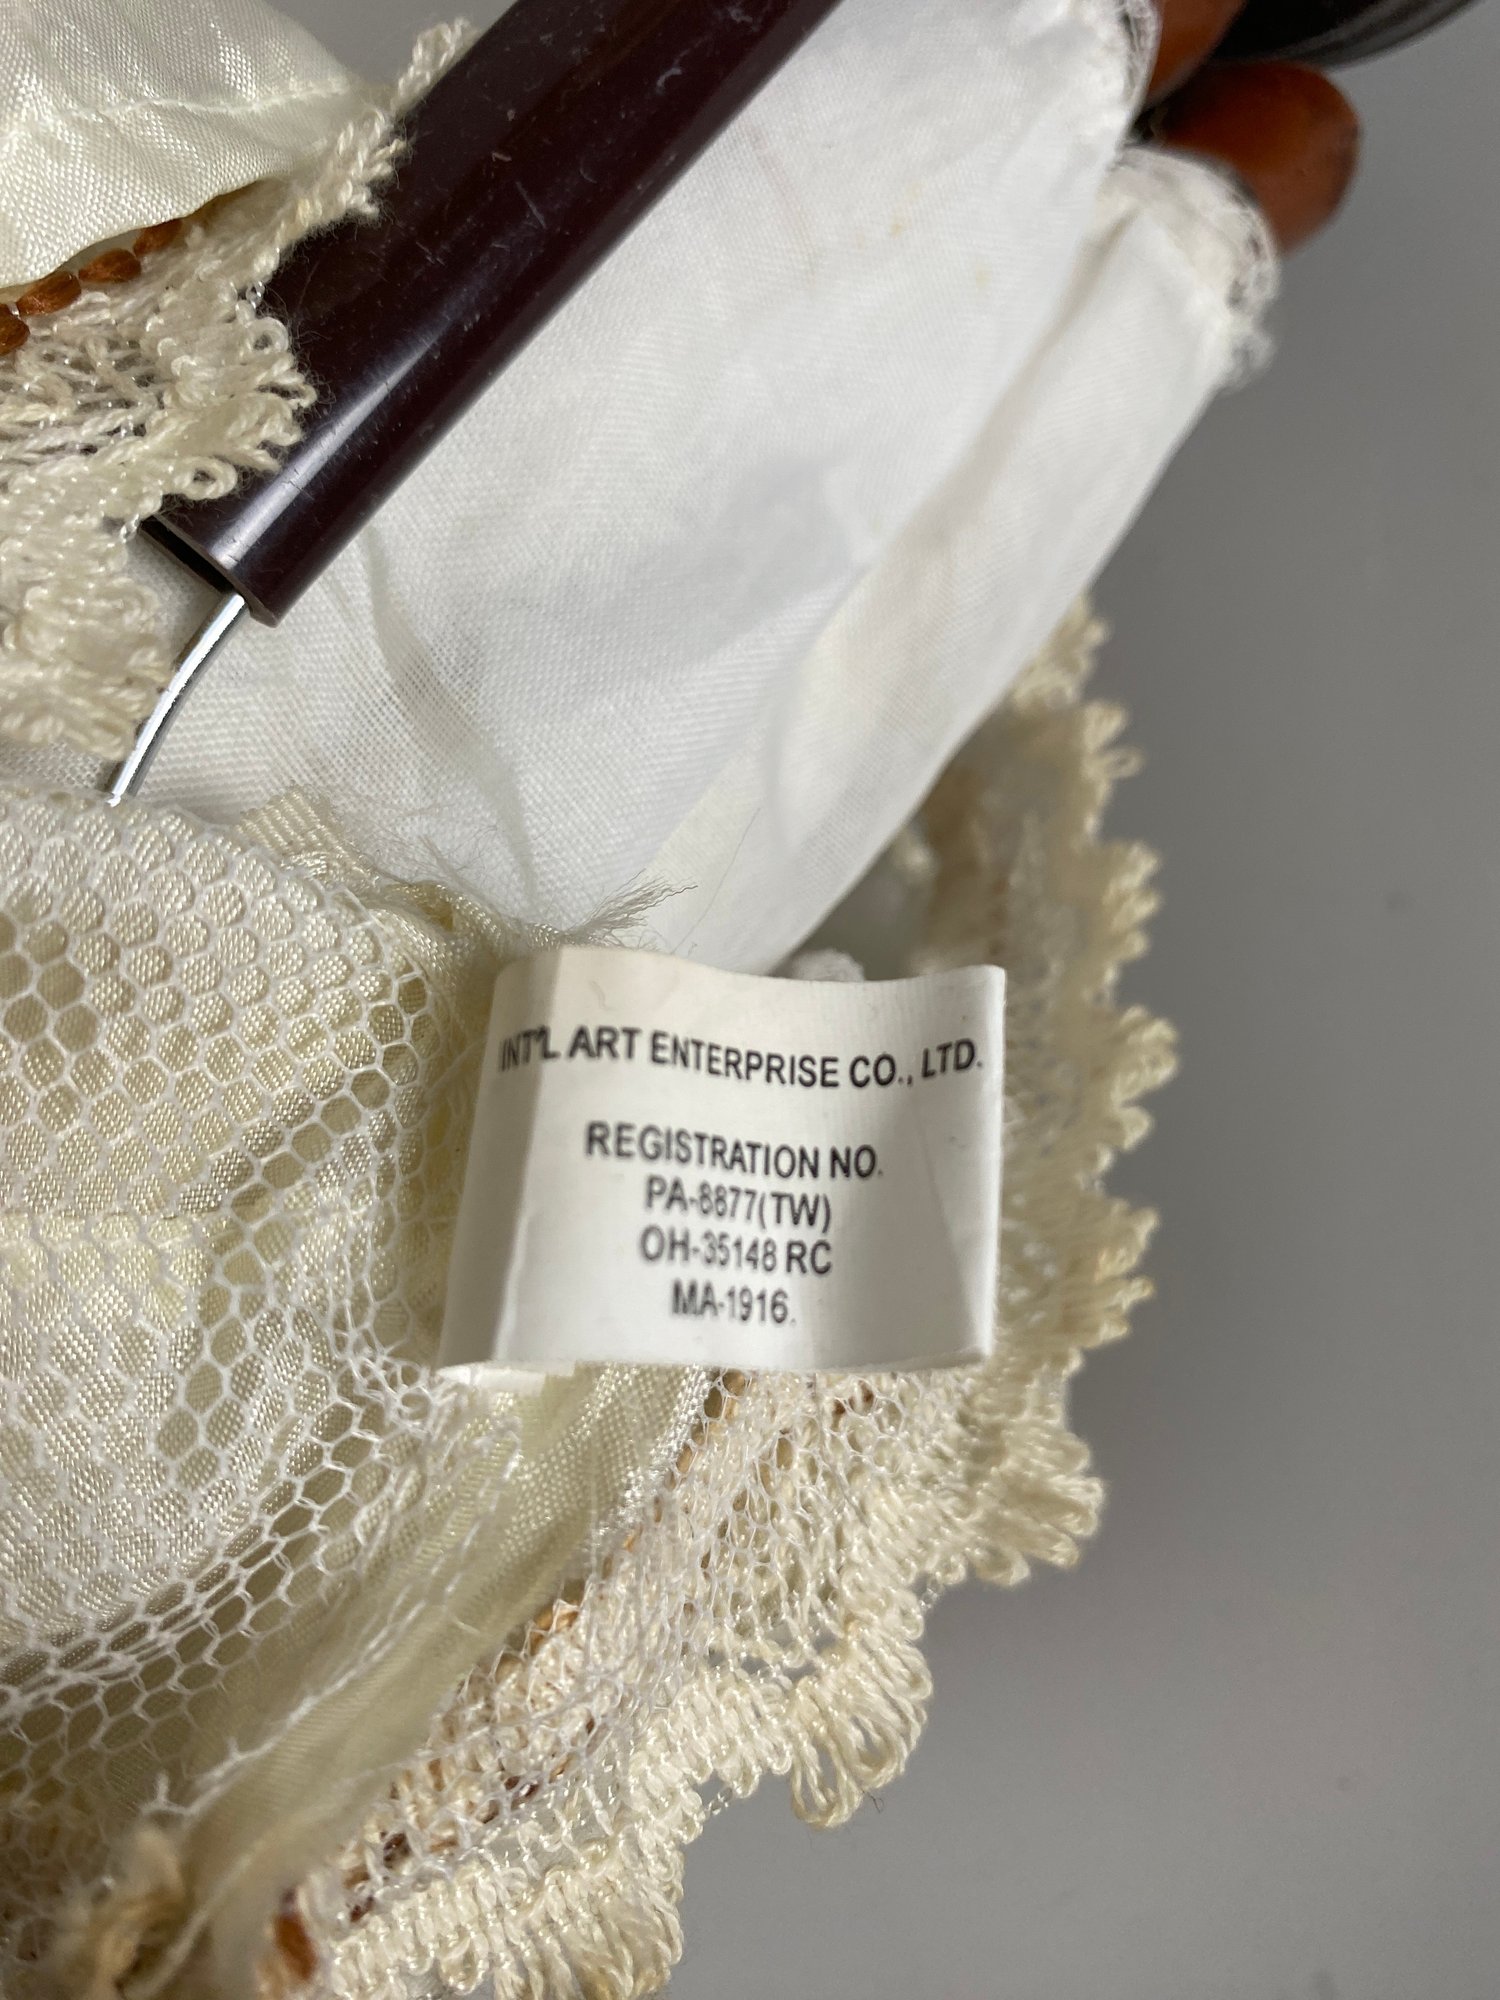 INT'L ART ENTERPRISE CO., LTD.
REGISTRATION NO.
PA-8877(TW)
OH-35148 RC
MA-1916.